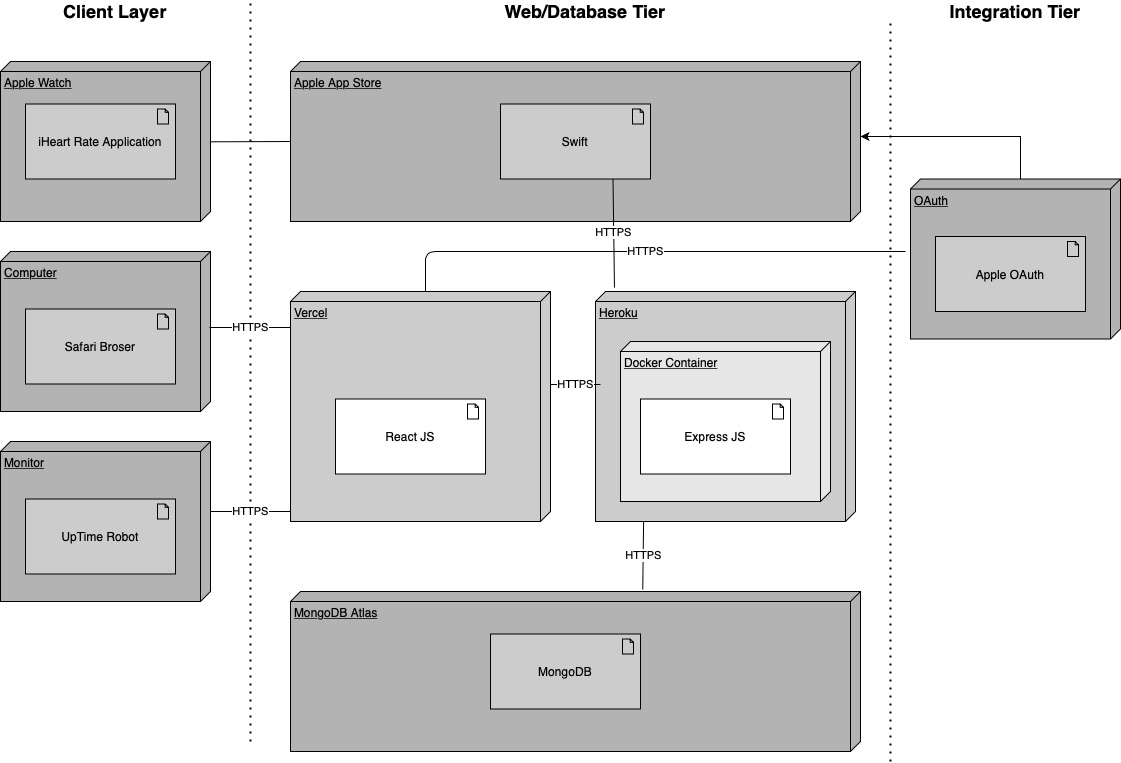 Client Layer
Web/Database Tier
Integration Tier
Apple Watch
iHeart Rate Application
Apple App Store
Swift
OAuth
Apple OAuth
HTTPS
HTTPS
Computer
Safari Broser
HTTPS
Vercel
React JS
HTTPS
Heroku
Docker Container
Express JS
Monitor
UpTime Robot
HTTPS
HTTPS
MongoDB Atlas
MongoDB